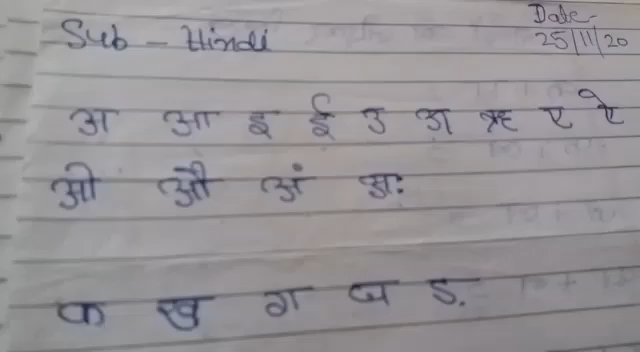 Sub - Hindi
Date-
25/11/20
अ आ इ ई उ ऊ ऋ ए ऐ
ओ औ अं अः
क ख ग घ ङ